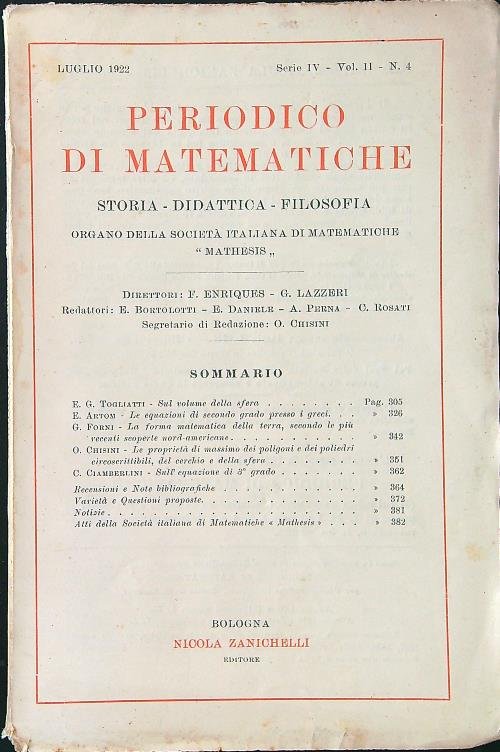 LUGLIO 1922 Serie IV - Vol. II - N. 4
PERIODICO
DI MATEMATICHE
STORIA - DIDATTICA - FILOSOFIA
ORGANO DELLA SOCIETÀ ITALIANA DI MATEMATICHE
“ MATHESIS „
DIRETTORI: F. ENRIQUES - G. LAZZERI
Redattori: E. BORTOLOTTI - E. DANIELE - A. PERNA - C. ROSATI
Segretario di Redazione: O. CHISINI
SOMMARIO
E. G. TOGLIATTI - Sul volume della sfera . . . . . . . . Pag. 305
E. ARTOM - Le equazioni di secondo grado presso i greci. . . » 326
G. FORNI - La forma matematica della terra, secondo le più
recenti scoperte nord-americane. . . . . . . . . . . » 342
O. CHISINI - Le proprietà di massimo dei poligoni e dei poliedri
circoscrittibili, del cerchio e della sfera . . . . . . . . » 351
C. CIAMBERLINI - Sull' equazione di 3° grado . . . . . . . » 362
Recensioni e Note bibliografiche . . . . . . . . . . . . » 364
Varietà e Questioni proposte. . . . . . . . . . . . . . » 372
Notizie . . . . . . . . . . . . . . . . . . . . . . . » 381
Atti della Società italiana di Matematiche « Mathesis » . . . » 382
BOLOGNA
NICOLA ZANICHELLI
EDITORE